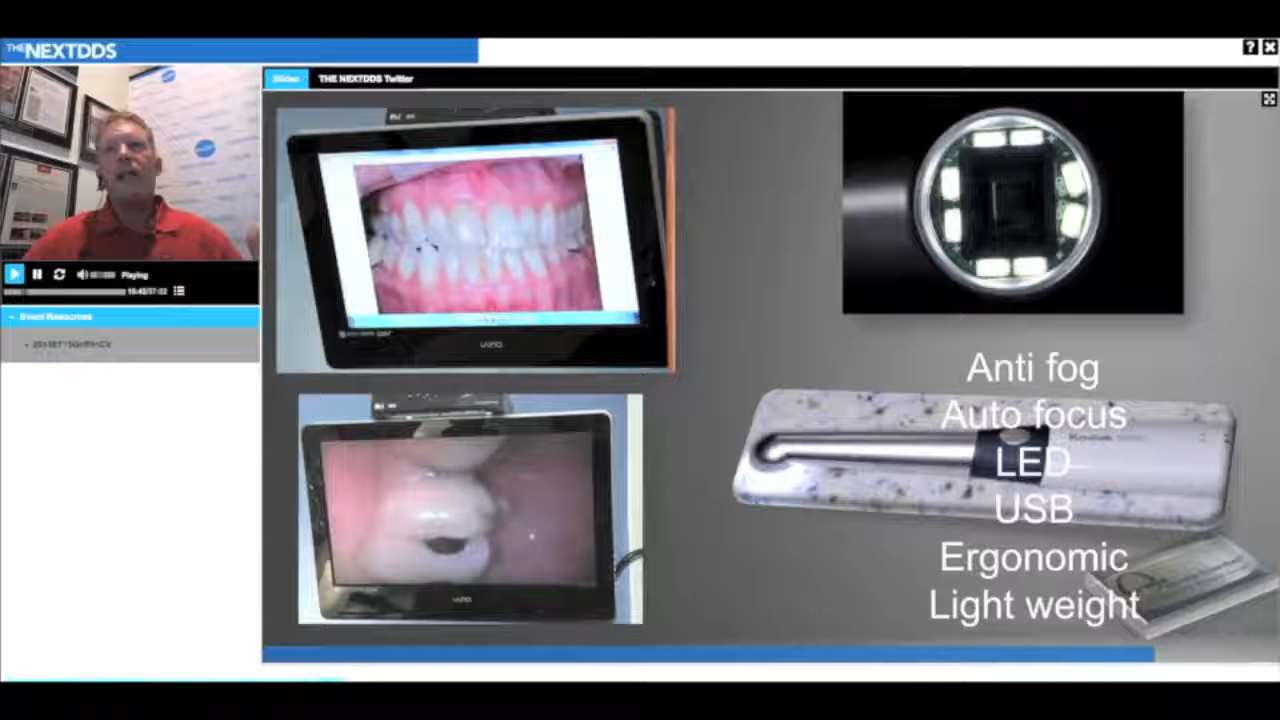 THE NEXTDDS
? X
Slides
THE NEXTDDS Twitter
Playing
Event Resources
VAIO
VAIO
Kodak
Anti fog
Auto focus
LED
USB
Ergonomic
Light weight